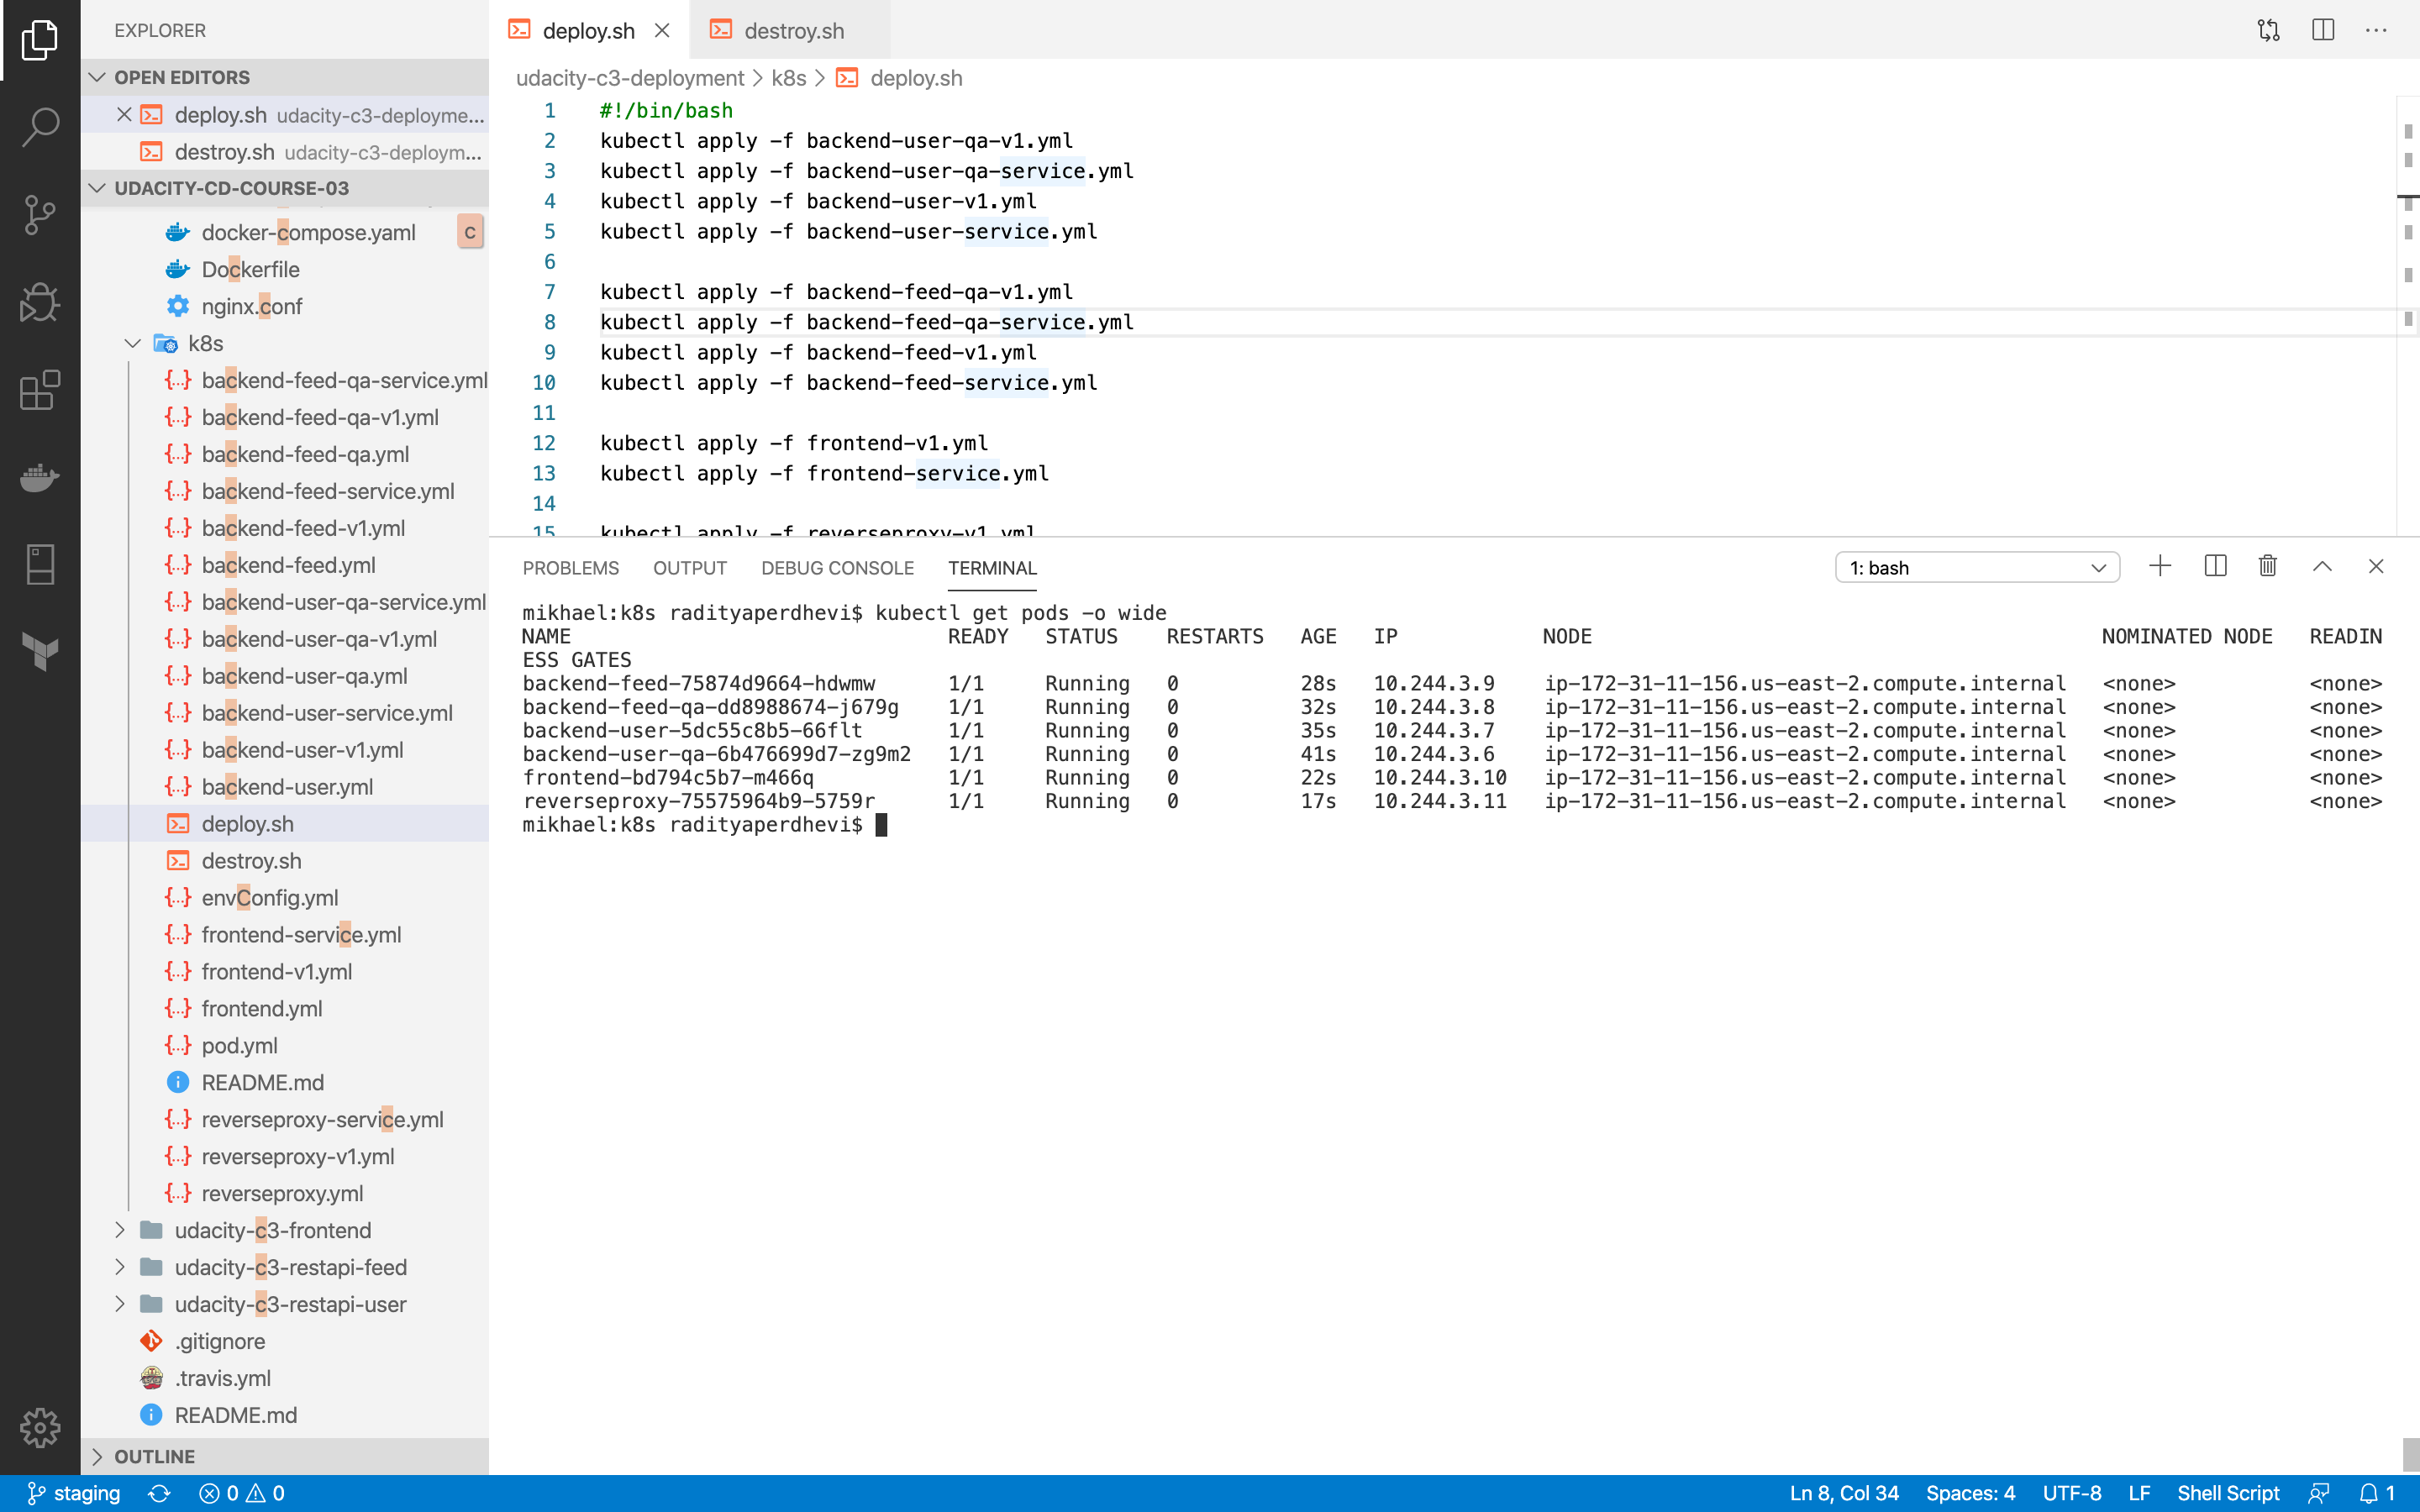 EXPLORER
OPEN EDITORS
deploy.sh udacity-c3-deployme...
destroy.sh udacity-c3-deploym...
UDACITY-CD-COURSE-03
docker-compose.yaml C
Dockerfile
nginx.conf
k8s
backend-feed-qa-service.yml
backend-feed-qa-v1.yml
backend-feed-qa.yml
backend-feed-service.yml
backend-feed-v1.yml
backend-feed.yml
backend-user-qa-service.yml
backend-user-qa-v1.yml
backend-user-qa.yml
backend-user-service.yml
backend-user-v1.yml
backend-user.yml
deploy.sh
destroy.sh
envConfig.yml
frontend-service.yml
frontend-v1.yml
frontend.yml
pod.yml
README.md
reverseproxy-service.yml
reverseproxy-v1.yml
reverseproxy.yml
udacity-c3-frontend
udacity-c3-restapi-feed
udacity-c3-restapi-user
.gitignore
.travis.yml
README.md
OUTLINE
deploy.sh destroy.sh
udacity-c3-deployment > k8s > deploy.sh
1 #!/bin/bash
2 kubectl apply -f backend-user-qa-v1.yml
3 kubectl apply -f backend-user-qa-service.yml
4 kubectl apply -f backend-user-v1.yml
5 kubectl apply -f backend-user-service.yml
6
7 kubectl apply -f backend-feed-qa-v1.yml
8 kubectl apply -f backend-feed-qa-service.yml
9 kubectl apply -f backend-feed-v1.yml
10 kubectl apply -f backend-feed-service.yml
11
12 kubectl apply -f frontend-v1.yml
13 kubectl apply -f frontend-service.yml
14
15 kubectl apply -f reverseproxy-v1.yml
PROBLEMS OUTPUT DEBUG CONSOLE TERMINAL 1: bash
mikhael:k8s radityaperdhevi$ kubectl get pods -o wide
NAME READY STATUS RESTARTS AGE IP NODE NOMINATED NODE READIN
ESS GATES
backend-feed-75874d9664-hdwmw 1/1 Running 0 28s 10.244.3.9 ip-172-31-11-156.us-east-2.compute.internal <none> <none>
backend-feed-qa-dd8988674-j679g 1/1 Running 0 32s 10.244.3.8 ip-172-31-11-156.us-east-2.compute.internal <none> <none>
backend-user-5dc55c8b5-66flt 1/1 Running 0 35s 10.244.3.7 ip-172-31-11-156.us-east-2.compute.internal <none> <none>
backend-user-qa-6b476699d7-zg9m2 1/1 Running 0 41s 10.244.3.6 ip-172-31-11-156.us-east-2.compute.internal <none> <none>
frontend-bd794c5b7-m466q 1/1 Running 0 22s 10.244.3.10 ip-172-31-11-156.us-east-2.compute.internal <none> <none>
reverseproxy-75575964b9-5759r 1/1 Running 0 17s 10.244.3.11 ip-172-31-11-156.us-east-2.compute.internal <none> <none>
mikhael:k8s radityaperdhevi$
staging 0 0 Ln 8, Col 34 Spaces: 4 UTF-8 LF Shell Script 1